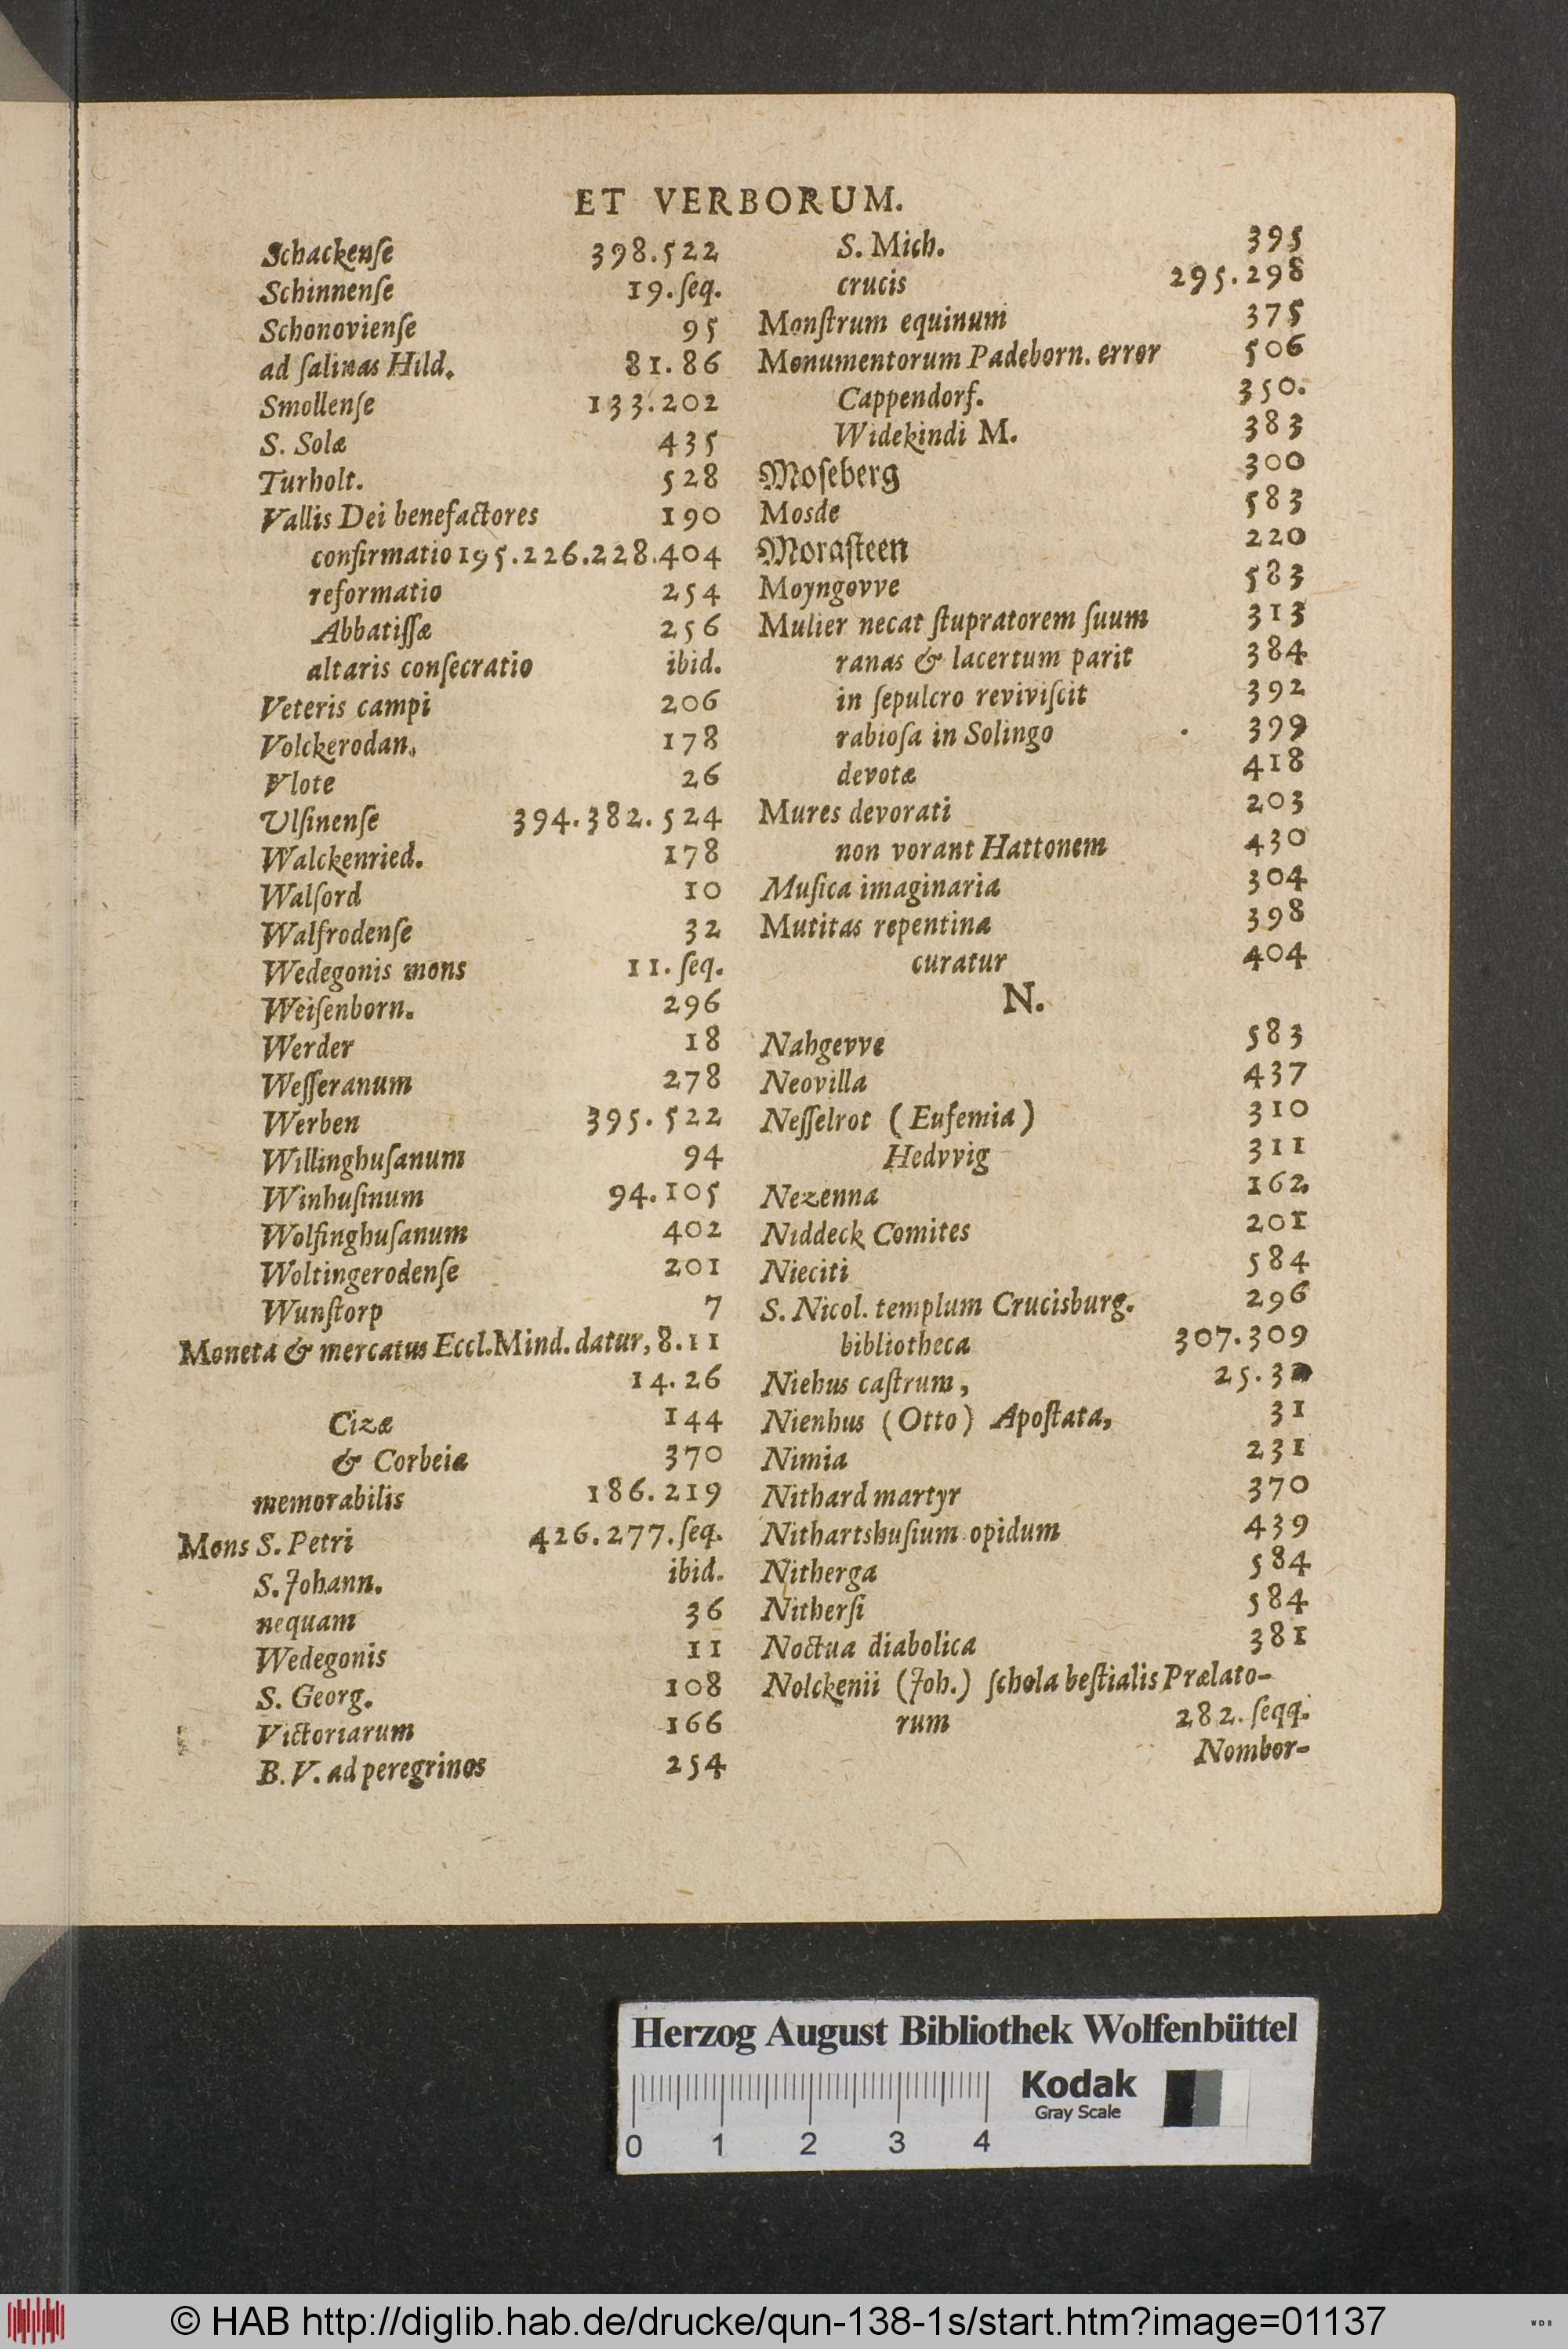 ET VERBORUM.
Schackenſe 398.522
Schinnenſe 19.ſeq.
Schonovienſe 95
ad ſalinas Hild. 81.86
Smollenſe 133.202
S. Solæ 435
Turholt. 528
Vallis Dei benefactores 190
confirmatio 195.226.228.404
reformatio 254
Abbatiſſæ 256
altaris conſecratio ibid.
Veteris campi 206
Volckerodan. 178
Vlote 26
Ulſinenſe 394.382.524
Walckenried. 178
Walſord 10
Walſrodenſe 32
Wedegonis mons 11.ſeq.
Weiſenborn. 296
Werder 18
Weſſeranum 278
Werben 395.522
Willinghuſanum 94
Winhuſinum 94.105
Wolfinghuſanum 402
Woltingerodenſe 201
Wunſtorp 7
Moneta & mercatus Eccl.Mind.datur, 8.11
14.26
Cizæ 144
& Corbeia 370
memorabilis 186.219
Mons S. Petri 426.277.ſeq.
S. Johann. ibid.
nequam 36
Wedegonis 11
S. Georg. 108
Victoriarum 166
B. V. ad peregrinos 254
S. Mich. 395
crucis 295.298
Monſtrum equinum 375
Monumentorum Padeborn. error 506
Cappendorf. 350.
Widekindi M. 383
Moſeberg 300
Mosde 583
Moraſteen 220
Moyngovve 583
Mulier necat ſtupratorem ſuum 313
ranas & lacertum parit 384
in ſepulcro reviviſcit 392
rabioſa in Solingo 399
devotæ 418
Mures devorati 203
non vorant Hattonem 430
Muſica imaginaria 304
Mutitas repentina 398
curatur 404
N.
Nahgevve 583
Neovilla 437
Neſſelrot (Eufemia) 310
Hedvvig 311
Nezenna 162
Niddeck Comites 201
Nieciti 584
S. Nicol. templum Crucisburg. 296
bibliotheca 307.309
Niehus caſtrum, 25.
Nienhus (Otto) Apoſtata, 31
Nimia 231
Nithard martyr 370
Nithartshuſium opidum 439
Nitherga 584
Nitherſi 584
Noctua diabolica 381
Nolckenii (Joh.) ſchola beſtialis Prælato-
rum 282.ſeqq.
Nombor-
Herzog August Bibliothek Wolfenbüttel
Kodak
Gray Scale
0 1 2 3 4
© HAB http://diglib.hab.de/drucke/qun-138-1s/start.htm?image=01137
WDB